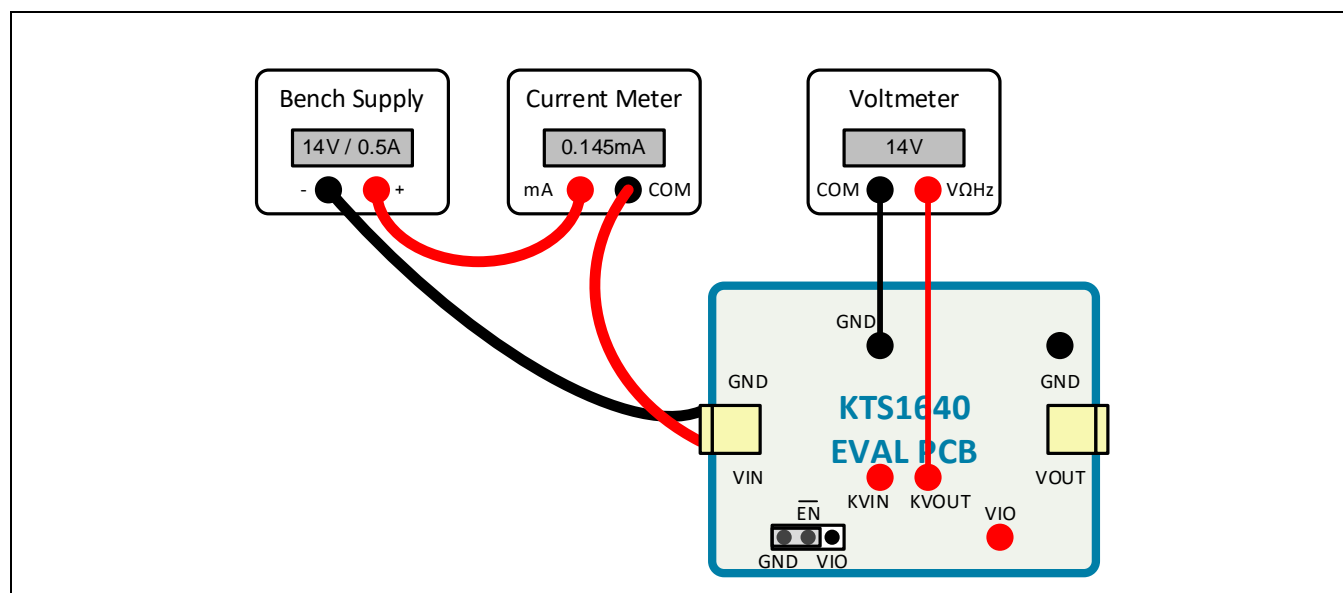 Bench Supply
14V / 0.5A
- +
Current Meter
0.145mA
mA COM
Voltmeter
14V
COM VΩHz
GND
GND
GND
KTS1640
EVAL PCB
VIN
VOUT
KVIN KVOUT
E̅N̅
VIO
GND VIO